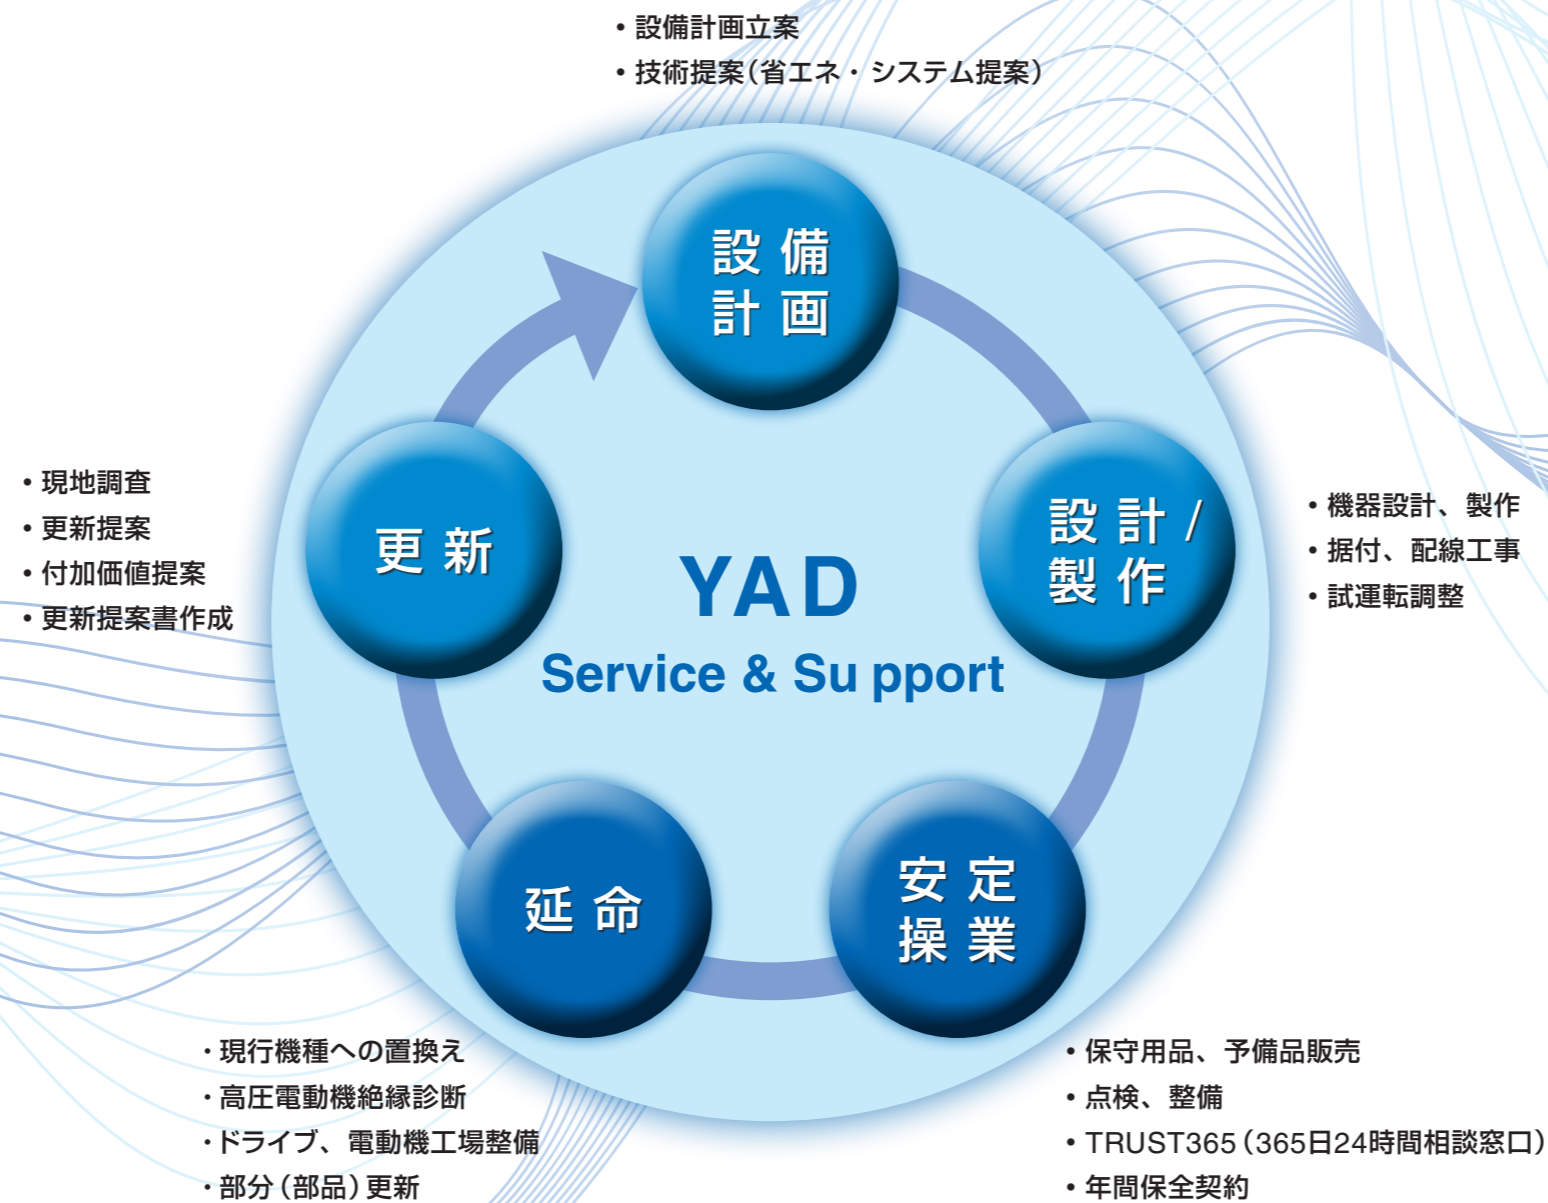 ・設備計画立案
・技術提案(省エネ・システム提案)
設備
計画
・現地調査
・更新提案
・付加価値提案
・更新提案書作成
更新
YAD
Service & Su pport
設計/
製作
・機器設計、製作
・据付、配線工事
・試運転調整
延命
安定
操業
・現行機種への置換え
・高圧電動機絶縁診断
・ドライブ、電動機工場整備
・部分(部品)更新
・保守用品、予備品販売
・点検、整備
・TRUST365(365日24時間相談窓口)
・年間保全契約